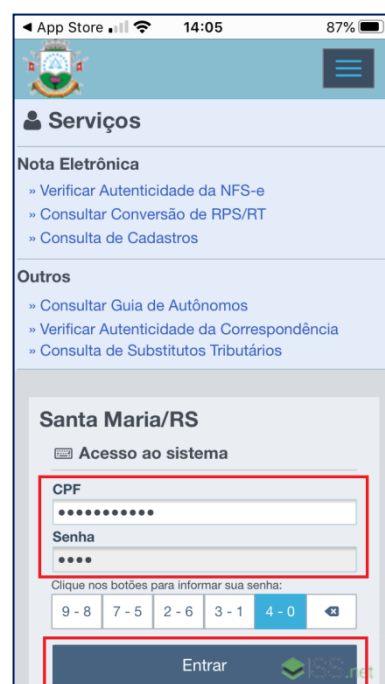 App Store 14:05 87%
Serviços
Nota Eletrônica
» Verificar Autenticidade da NFS-e
» Consultar Conversão de RPS/RT
» Consulta de Cadastros
Outros
» Consultar Guia de Autônomos
» Verificar Autenticidade da Correspondência
» Consulta de Substitutos Tributários
Santa Maria/RS
Acesso ao sistema
CPF
•••••••••••
Senha
••••
Clique nos botões para informar sua senha:
9 - 8 7 - 5 2 - 6 3 - 1 4 - 0
Entrar
ISS.net